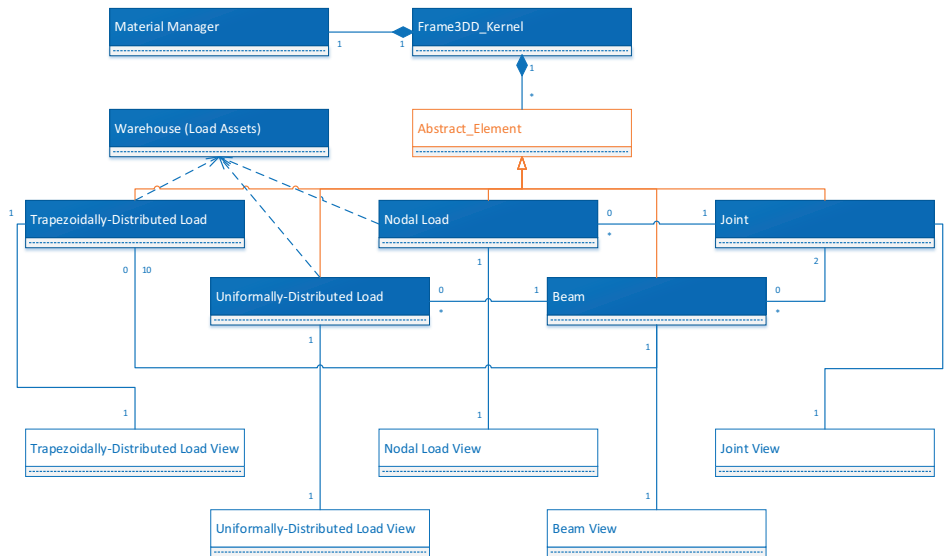 Material Manager
Frame3DD_Kernel
1
1
1
*
Warehouse (Load Assets)
Abstract_Element
1
Trapezoidally-Distributed Load
Nodal Load
0
*
1
Joint
0 10
1
2
Uniformally-Distributed Load
0
*
1
Beam
0
*
1
1
1
1
1
Trapezoidally-Distributed Load View
Nodal Load View
Joint View
1
1
Uniformally-Distributed Load View
Beam View